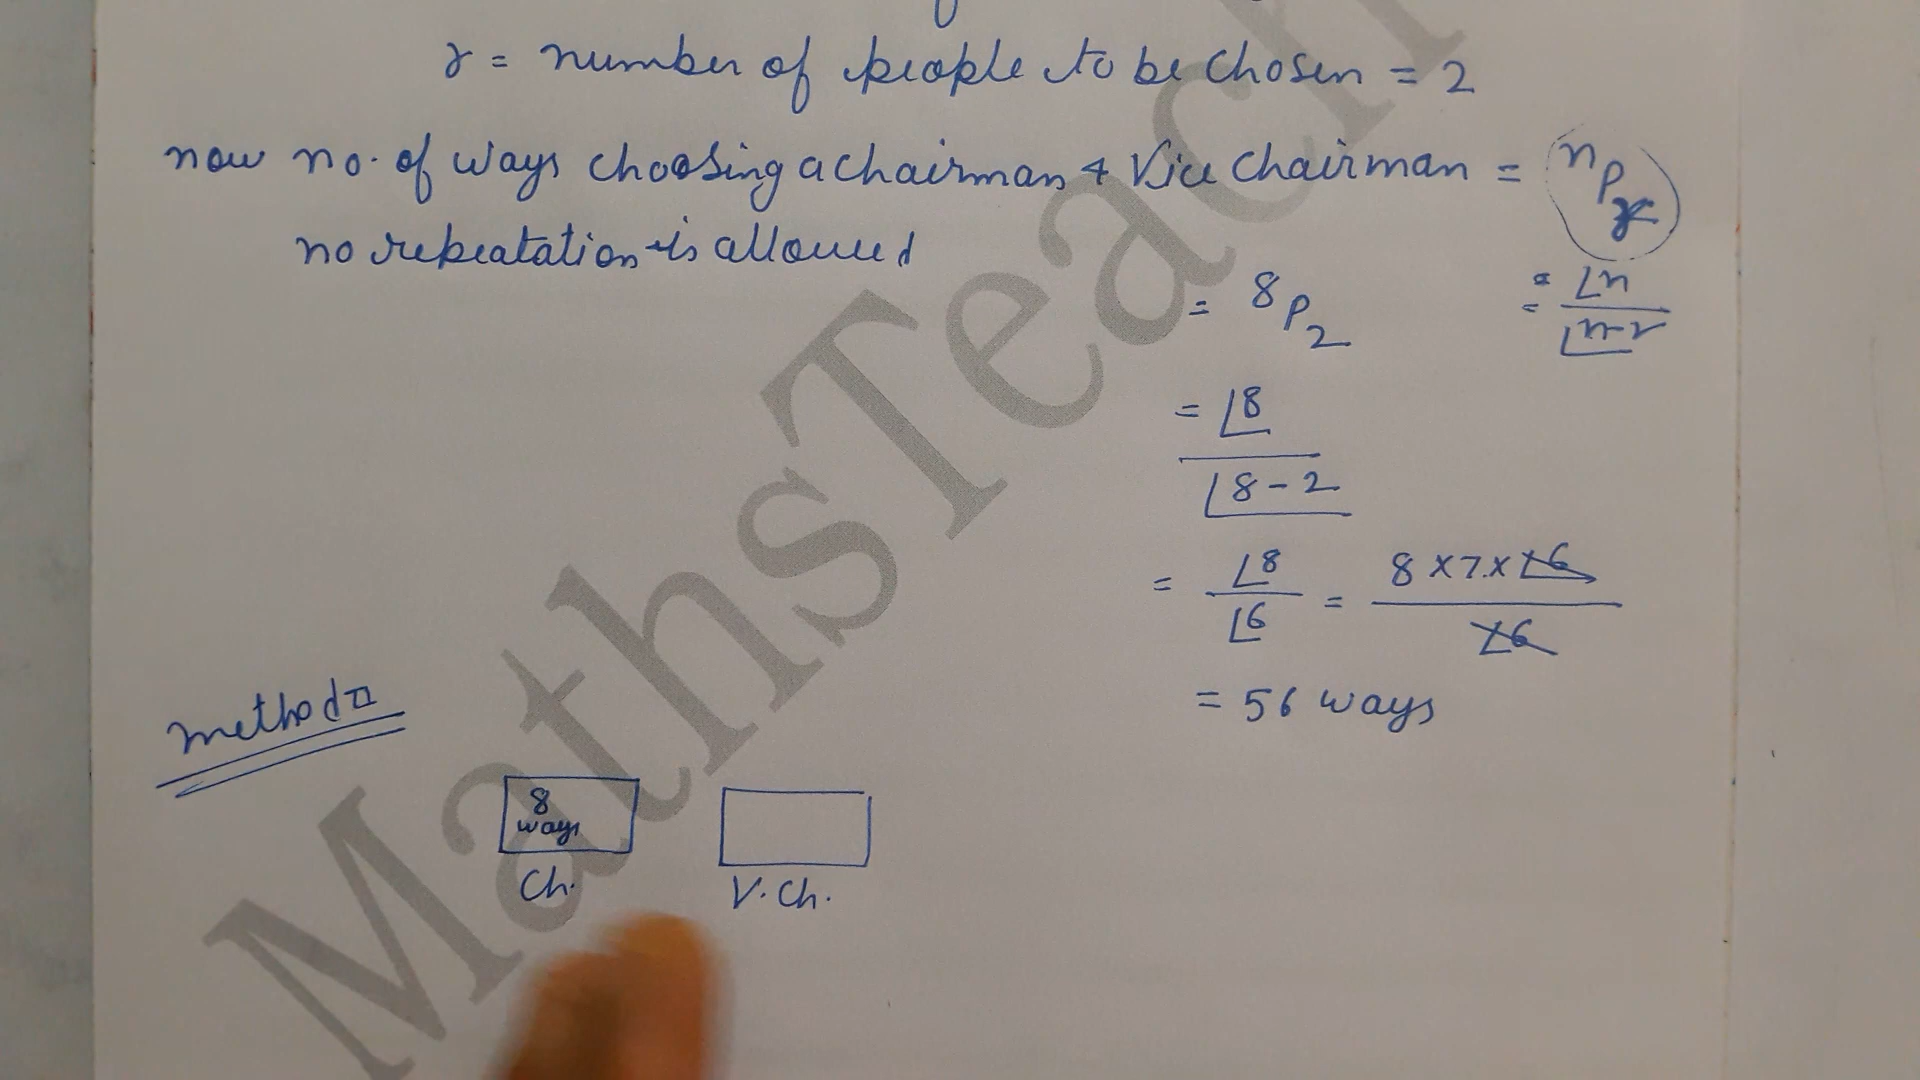 r = number of people to be chosen = 2
now no. of ways choosing a chairman & Vice chairman = nPr
no repeatation is allowed
= 8P2
= ⌊n
⌊n-r
= ⌊8
⌊8-2
= ⌊8 / ⌊6 = 8 x 7 x ⌊6 / ⌊6
= 56 ways
Method II
8 ways
Ch.
V. Ch.
MathsTeach